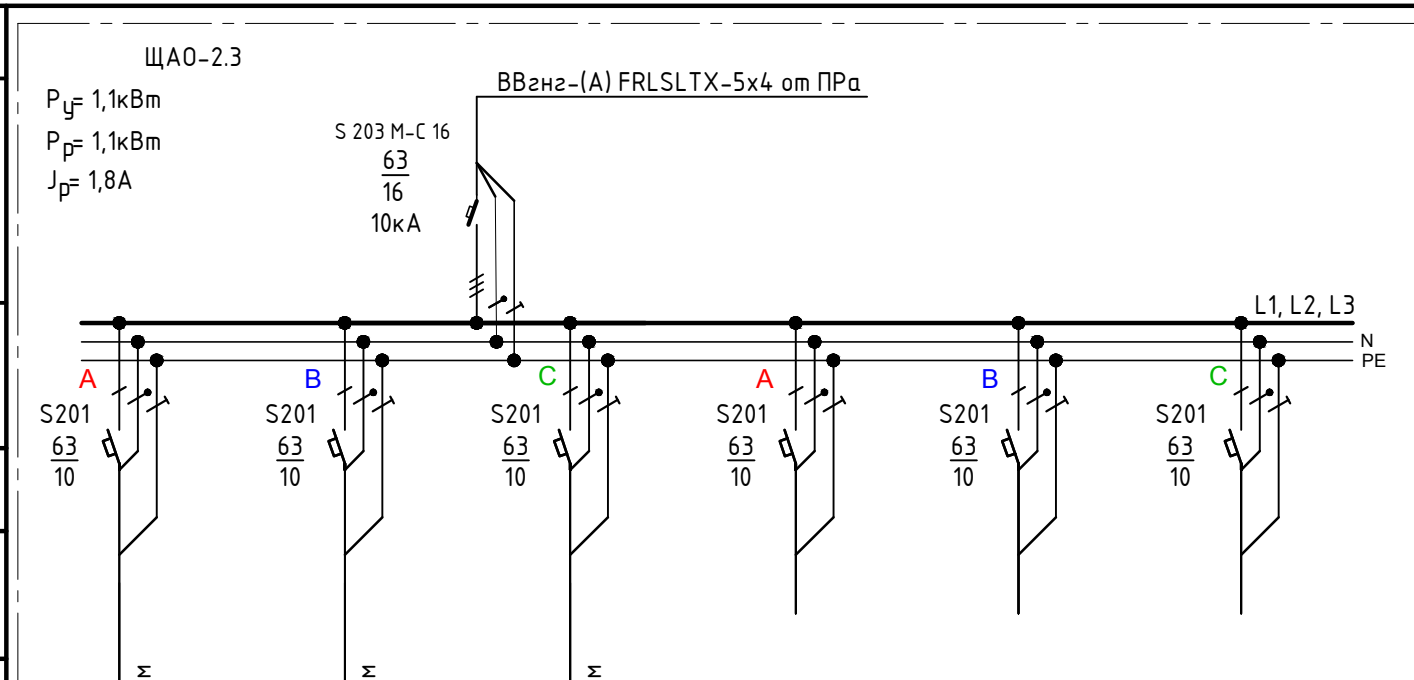 ЩАО-2.3
Ру= 1,1кВт
Рр= 1,1кВт
Jр= 1,8А
ВВгнг-(А) FRLSLTX-5х4 от ПРа
S 203 М-С 16
63
16
10кА
L1, L2, L3
N
PE
A
B
C
A
B
C
S201
S201
S201
S201
S201
S201
63
63
63
63
63
63
10
10
10
10
10
10